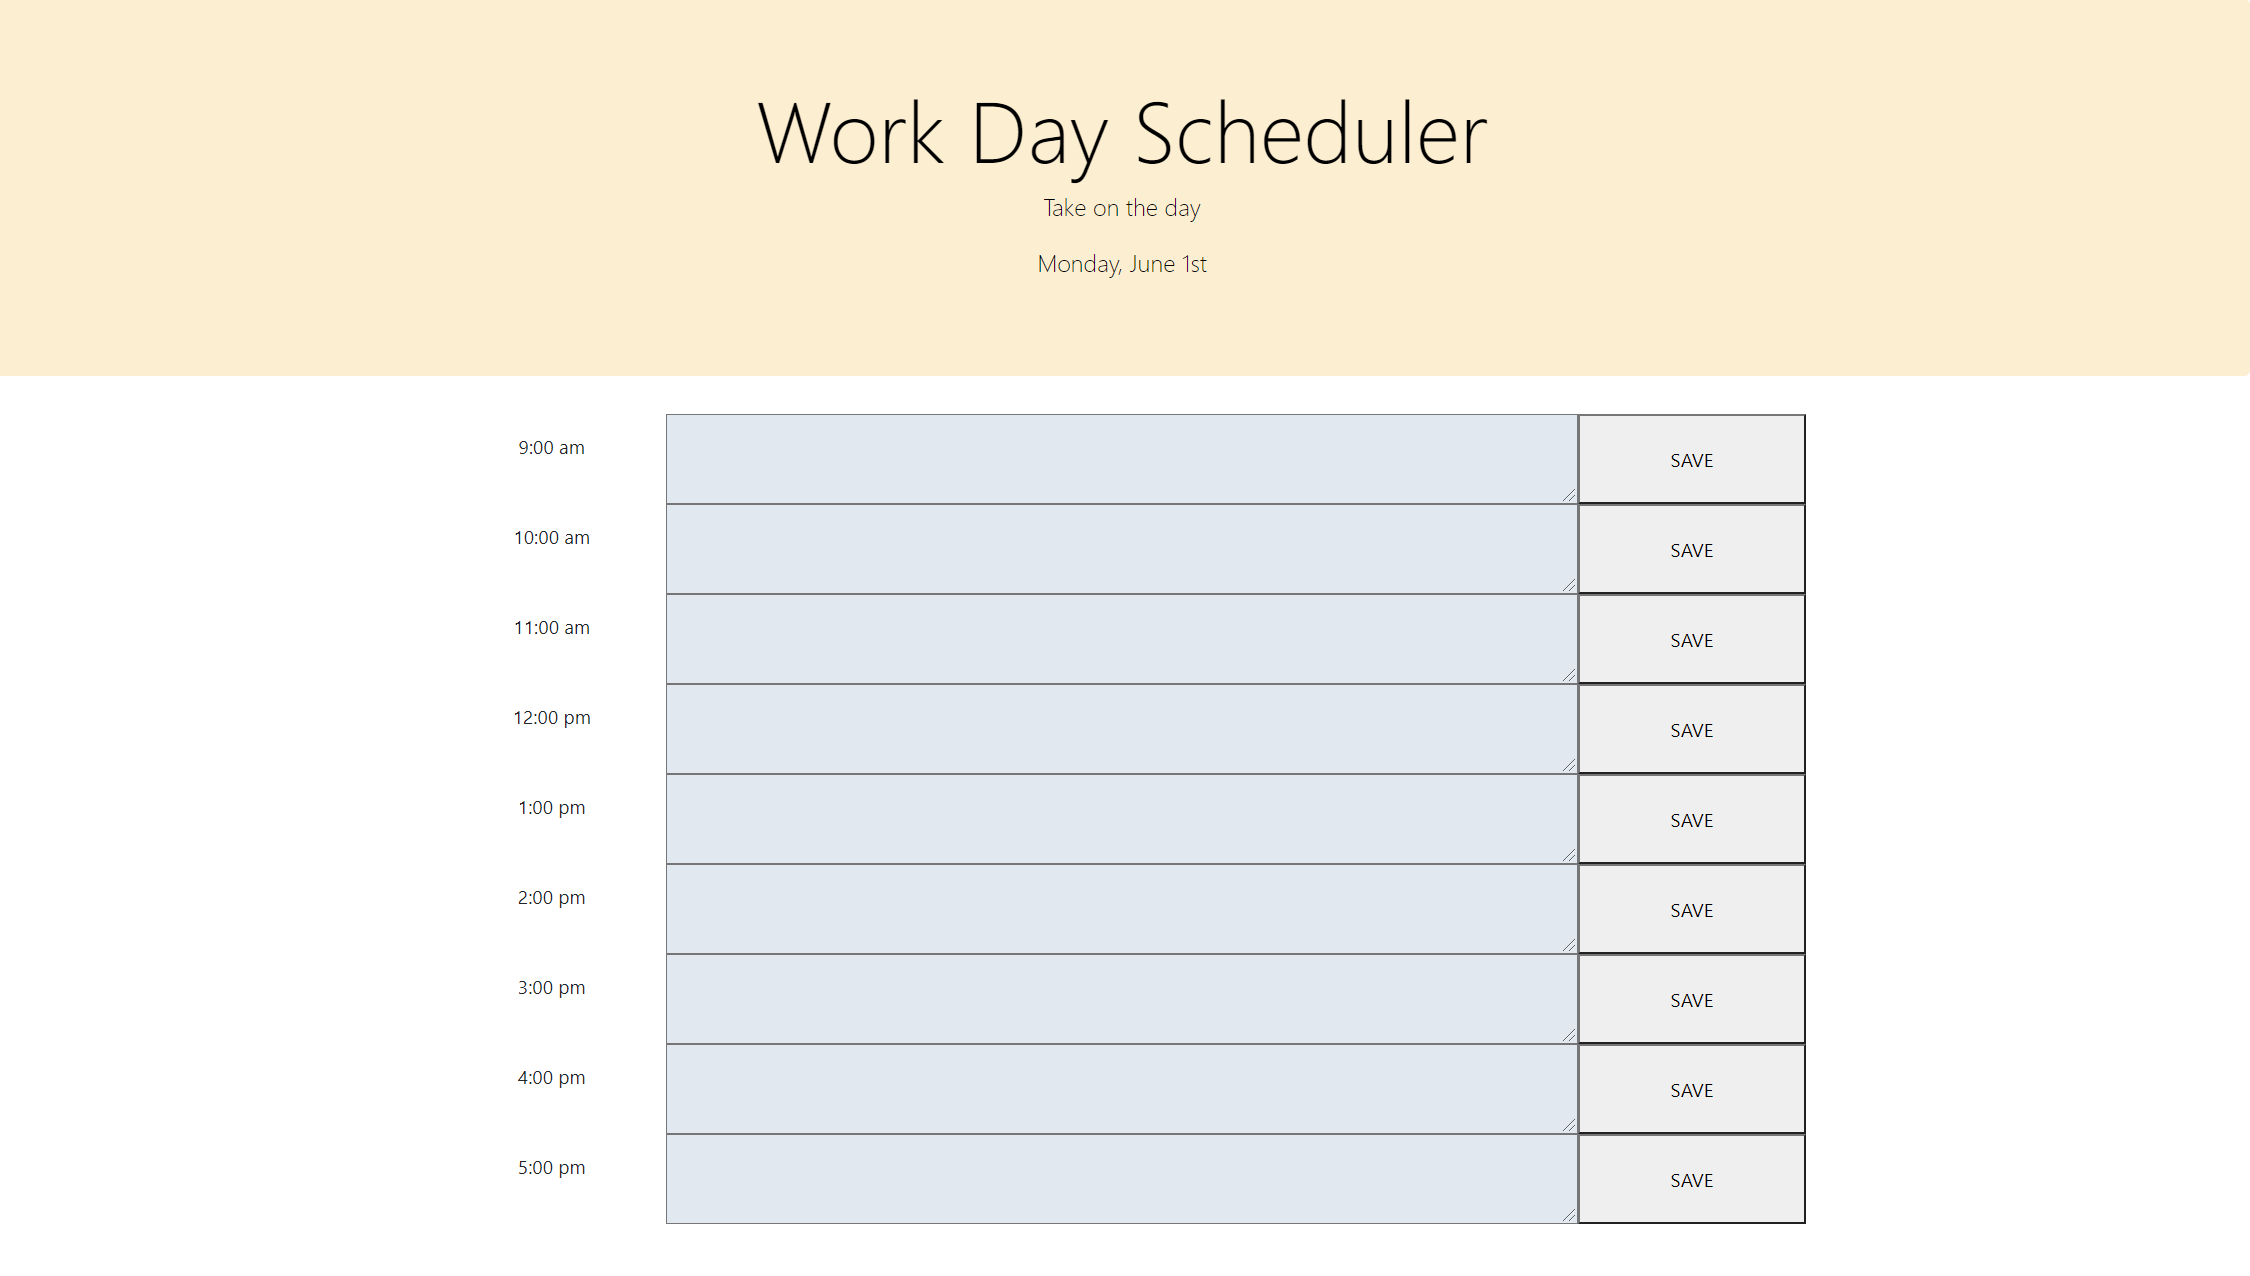 Work Day Scheduler
Take on the day
Monday, June 1st
9:00 am SAVE
10:00 am SAVE
11:00 am SAVE
12:00 pm SAVE
1:00 pm SAVE
2:00 pm SAVE
3:00 pm SAVE
4:00 pm SAVE
5:00 pm SAVE